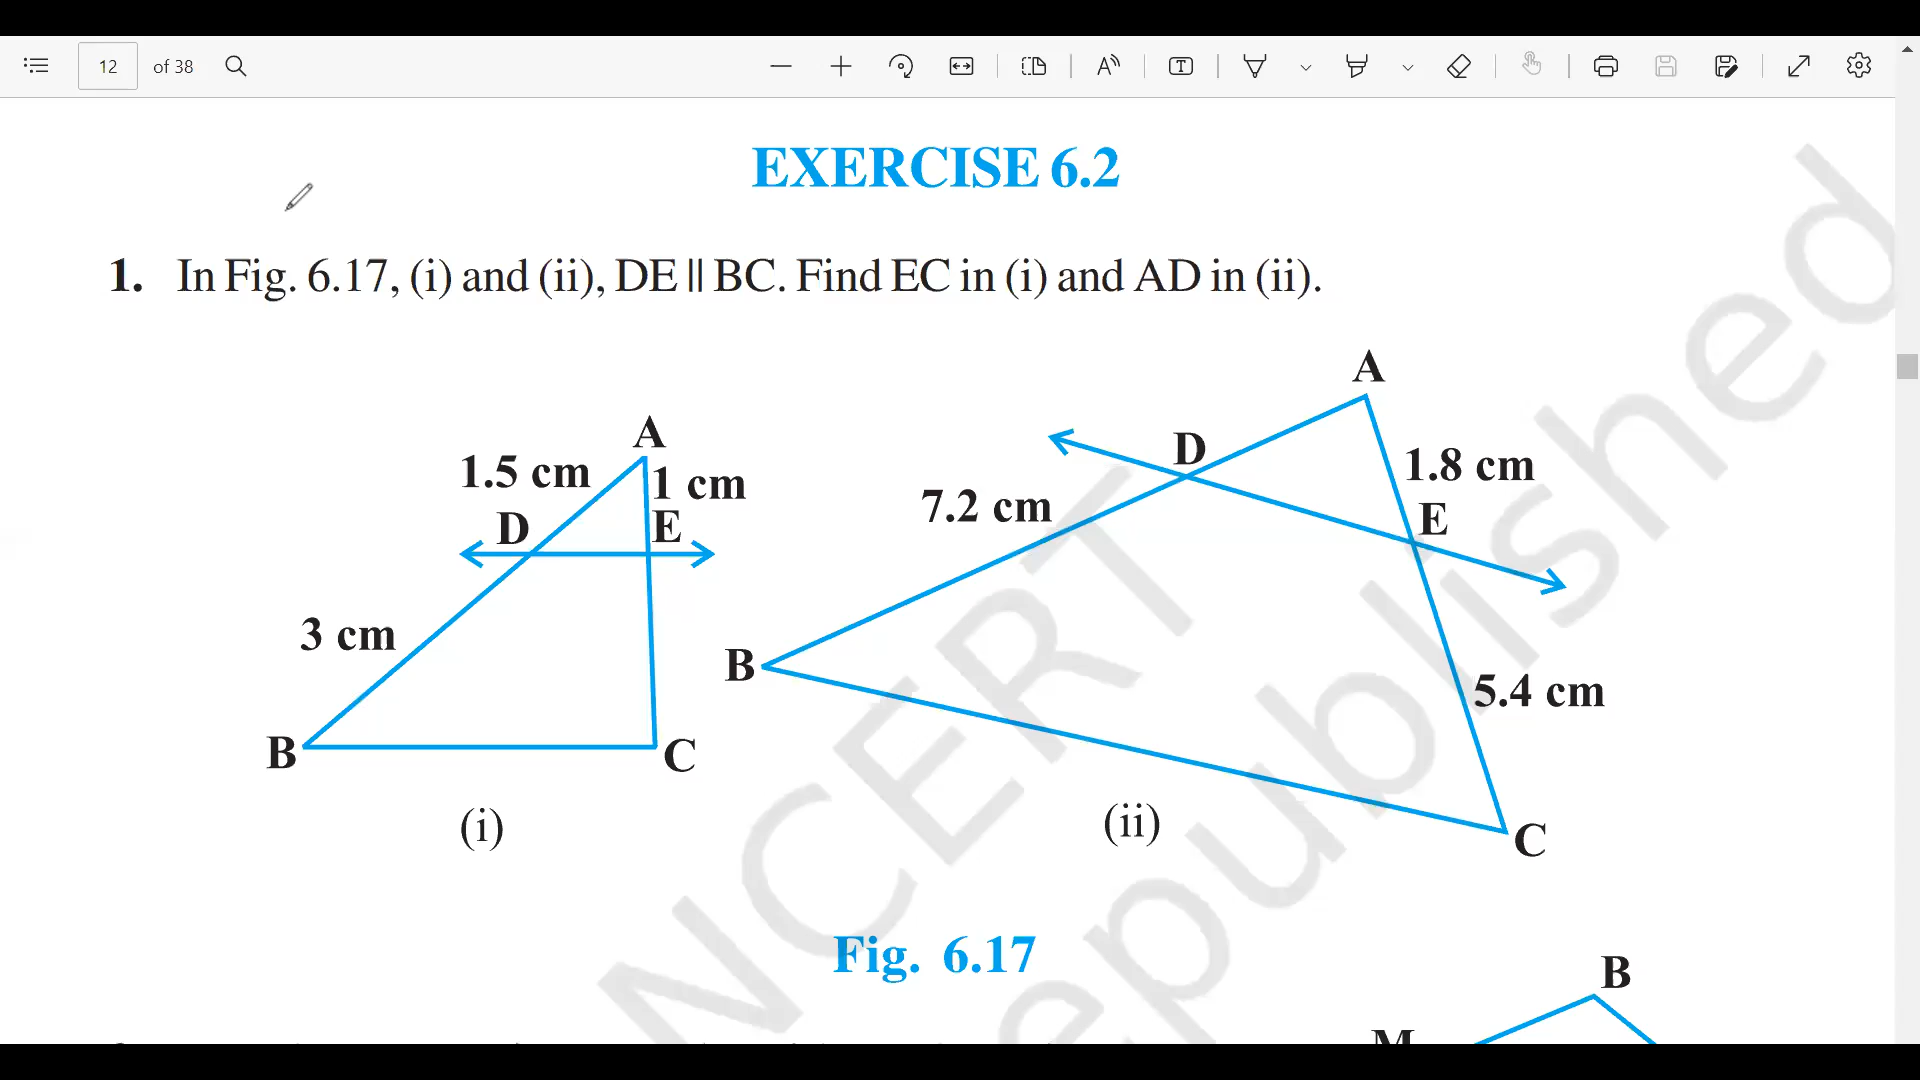 12 of 38
EXERCISE 6.2
1. In Fig. 6.17, (i) and (ii), DE || BC. Find EC in (i) and AD in (ii).
A
1.5 cm
1 cm
D
E
3 cm
B
C
(i)
A
D
1.8 cm
7.2 cm
E
B
5.4 cm
C
(ii)
Fig. 6.17
B
M
NCERT
republished